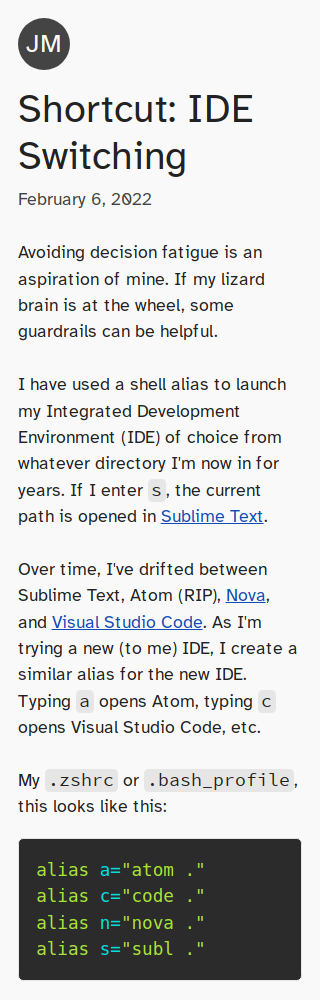 JM
Shortcut: IDE
Switching
February 6, 2022
Avoiding decision fatigue is an
aspiration of mine. If my lizard
brain is at the wheel, some
guardrails can be helpful.
I have used a shell alias to launch
my Integrated Development
Environment (IDE) of choice from
whatever directory I'm now in for
years. If I enter s, the current
path is opened in Sublime Text.
Over time, I've drifted between
Sublime Text, Atom (RIP), Nova,
and Visual Studio Code. As I'm
trying a new (to me) IDE, I create a
similar alias for the new IDE.
Typing a opens Atom, typing c
opens Visual Studio Code, etc.
My .zshrc or .bash_profile,
this looks like this:
alias a="atom ."
alias c="code ."
alias n="nova ."
alias s="subl ."